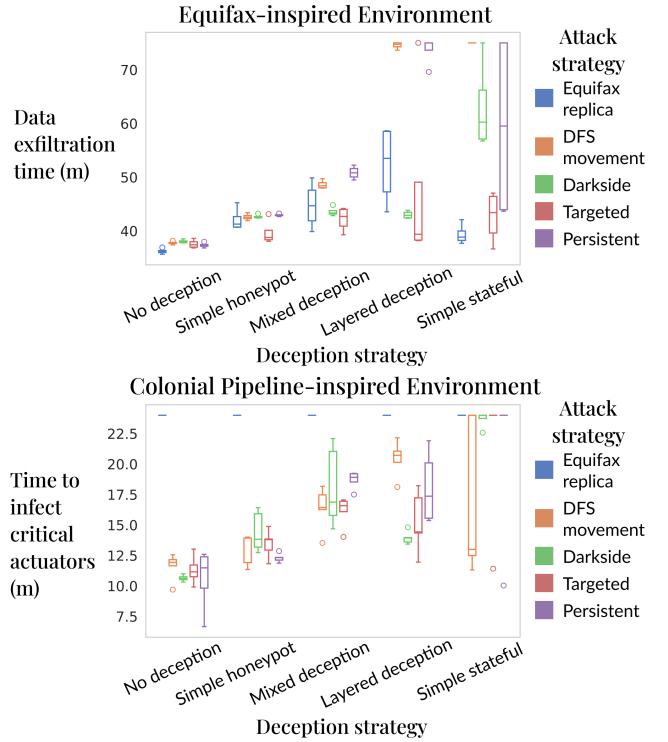 Equifax-inspired Environment
Data
exfiltration
time (m)
70
60
50
40
No deception
Simple honeypot
Mixed deception
Layered deception
Simple stateful
Deception strategy
Attack
strategy
Equifax
replica
DFS
movement
Darkside
Targeted
Persistent
Colonial Pipeline-inspired Environment
Time to
infect
critical
actuators
(m)
22.5
20.0
17.5
15.0
12.5
10.0
7.5
No deception
Simple honeypot
Mixed deception
Layered deception
Simple stateful
Deception strategy
Attack
strategy
Equifax
replica
DFS
movement
Darkside
Targeted
Persistent